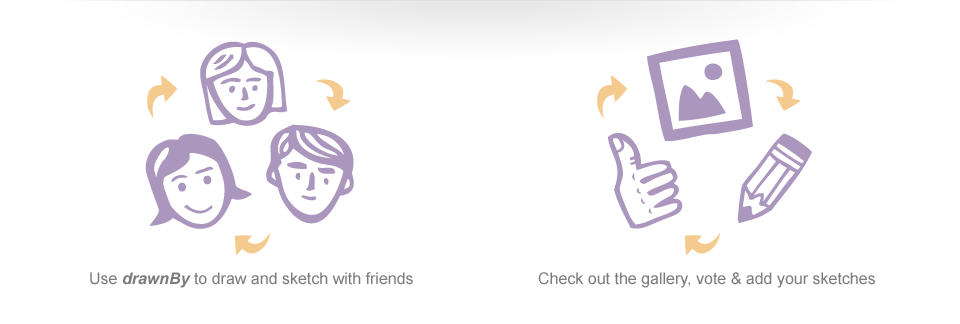 Use drawnBy to draw and sketch with friends
Check out the gallery, vote & add your sketches